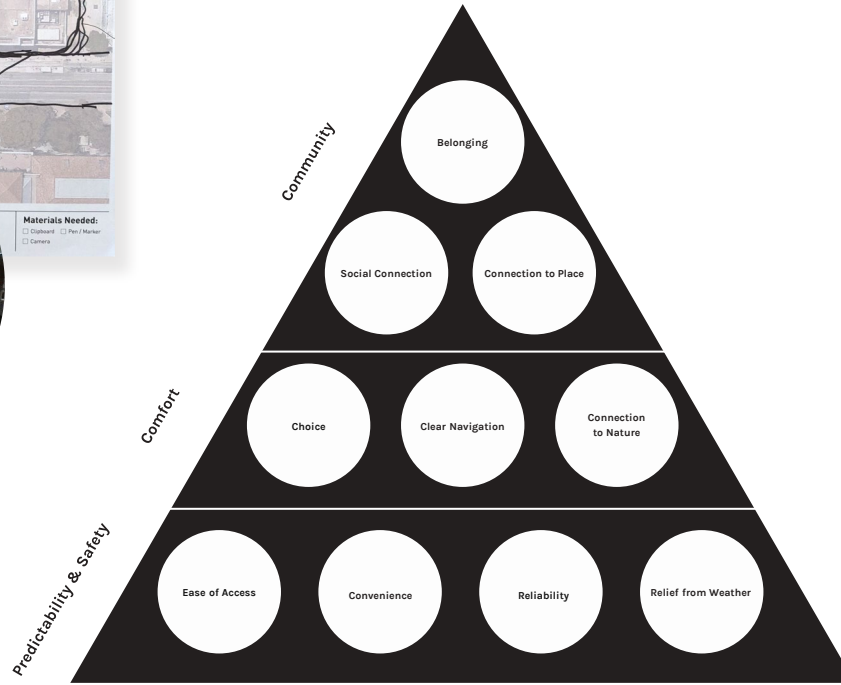 Materials Needed:
☐ Clipboard ☐ Pen / Marker
☐ Camera
Community
Belonging
Social Connection
Connection to Place
Comfort
Choice
Clear Navigation
Connection
to Nature
Predictability & Safety
Ease of Access
Convenience
Reliability
Relief from Weather